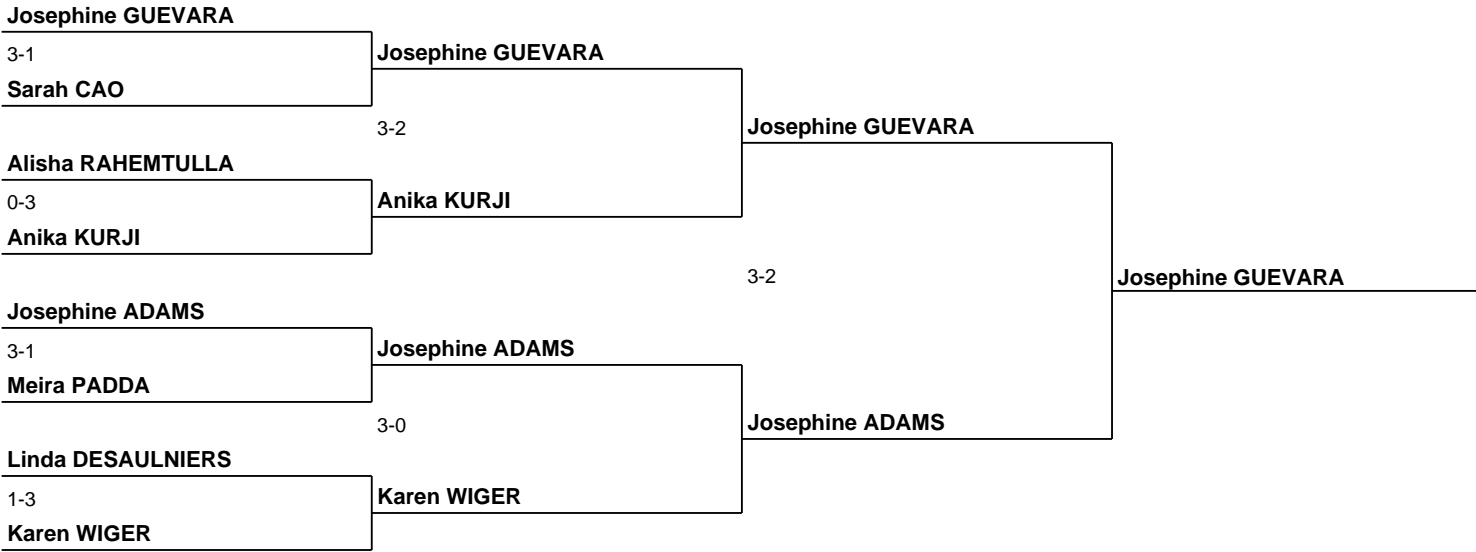 Josephine GUEVARA
3-1
Josephine GUEVARA
Sarah CAO
3-2
Josephine GUEVARA
Alisha RAHEMTULLA
0-3
Anika KURJI
Anika KURJI
3-2
Josephine GUEVARA
Josephine ADAMS
3-1
Josephine ADAMS
Meira PADDA
3-0
Josephine ADAMS
Linda DESAULNIERS
1-3
Karen WIGER
Karen WIGER